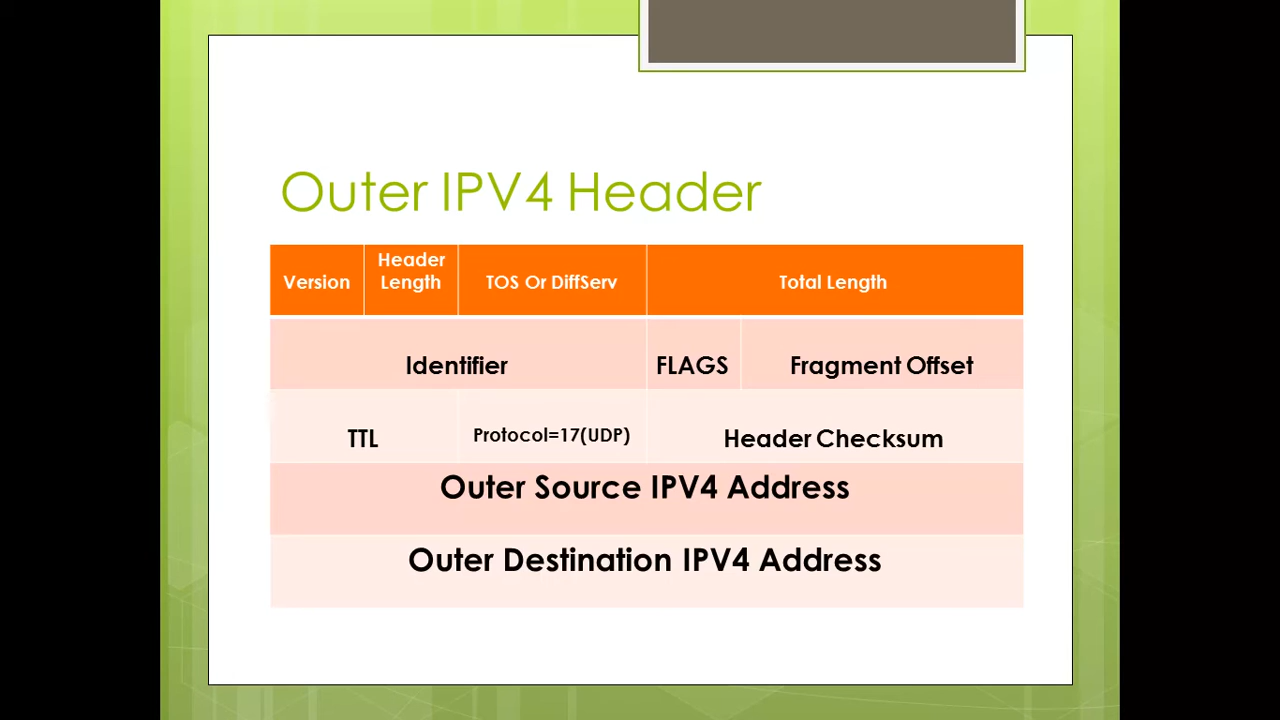 Outer IPV4 Header
Version
Header
Length
TOS Or DiffServ
Total Length
Identifier
FLAGS
Fragment Offset
TTL
Protocol=17(UDP)
Header Checksum
Outer Source IPV4 Address
Outer Destination IPV4 Address